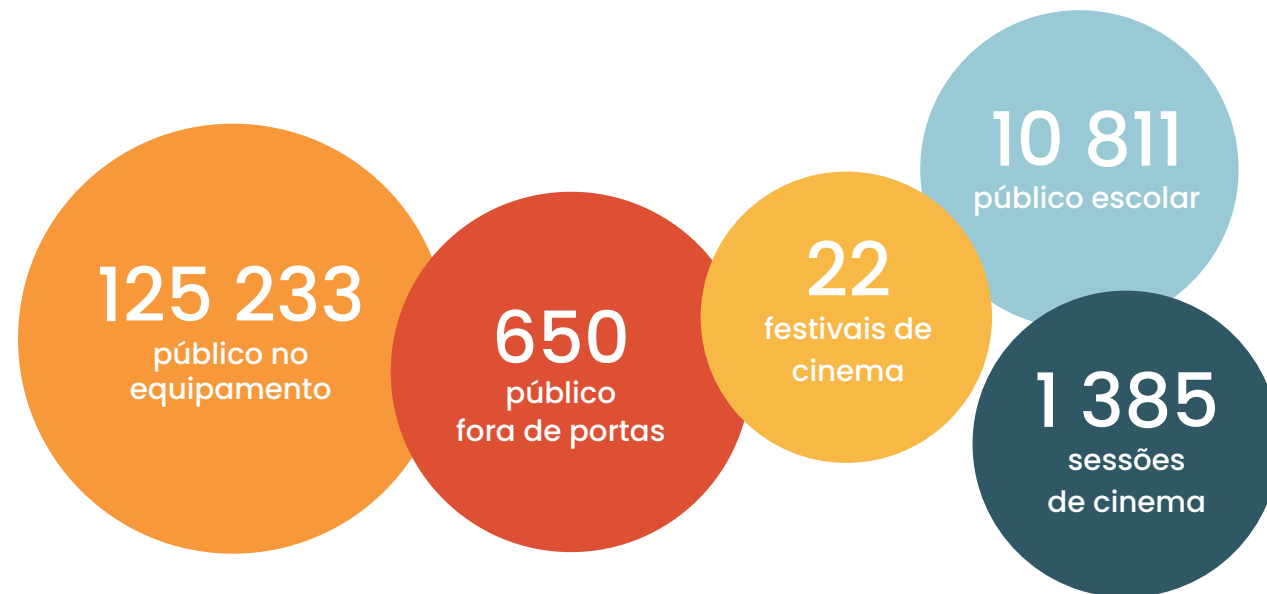 125 233
público no
equipamento
650
público
fora de portas
22
festivais de
cinema
10 811
público escolar
1 385
sessões
de cinema